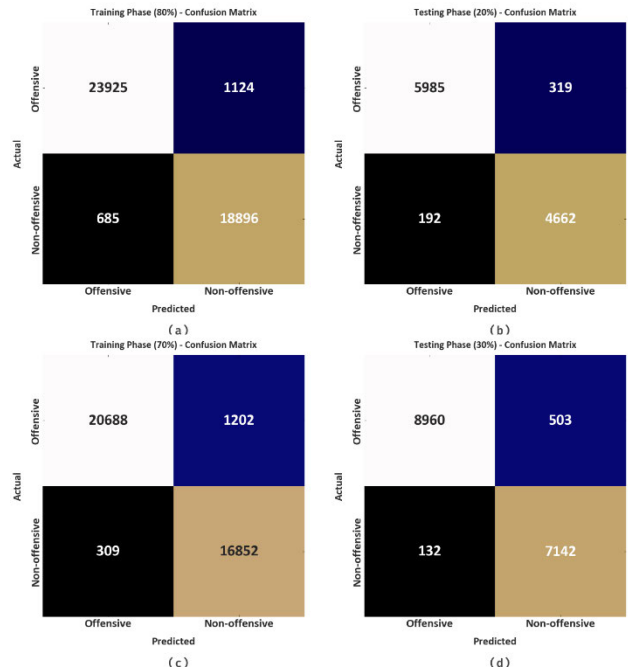 Training Phase (80%) - Confusion Matrix
Offensive
23925
1124
Actual
Non-offensive
685
18896
Offensive
Non-offensive
Predicted
(a)
Testing Phase (20%) - Confusion Matrix
Offensive
5985
319
Actual
Non-offensive
192
4662
Offensive
Non-offensive
Predicted
(b)
Training Phase (70%) - Confusion Matrix
Offensive
20688
1202
Actual
Non-offensive
309
16852
Offensive
Non-offensive
Predicted
(c)
Testing Phase (30%) - Confusion Matrix
Offensive
8960
503
Actual
Non-offensive
132
7142
Offensive
Non-offensive
Predicted
(d)